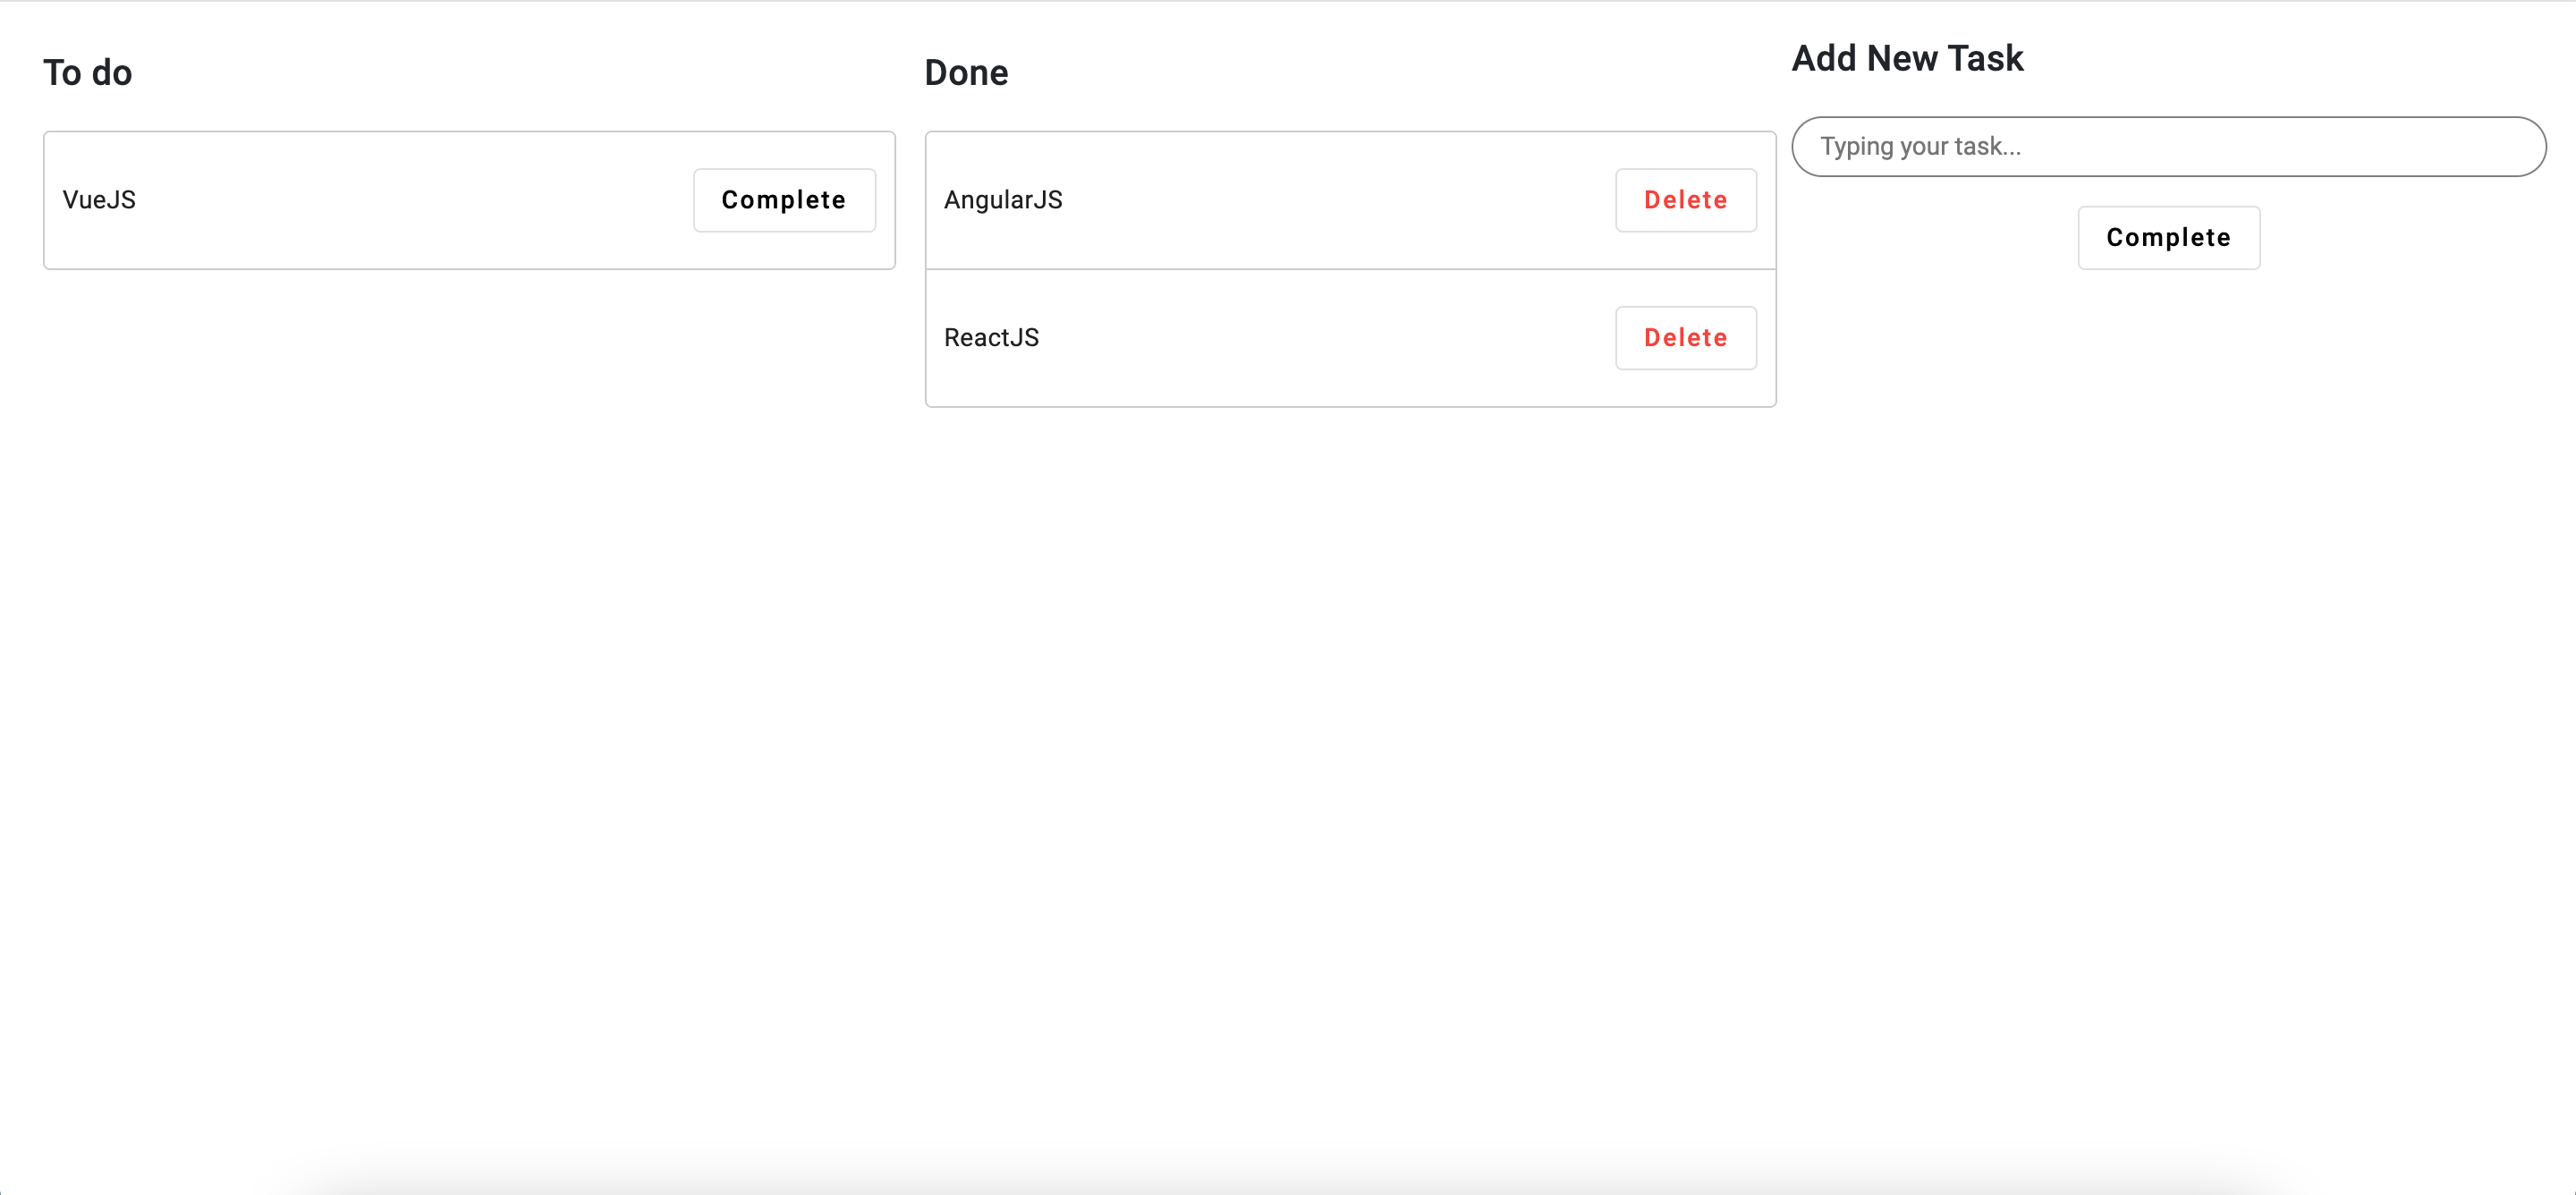 To do
VueJS
Complete
Done
AngularJS
Delete
ReactJS
Delete
Add New Task
Typing your task...
Complete